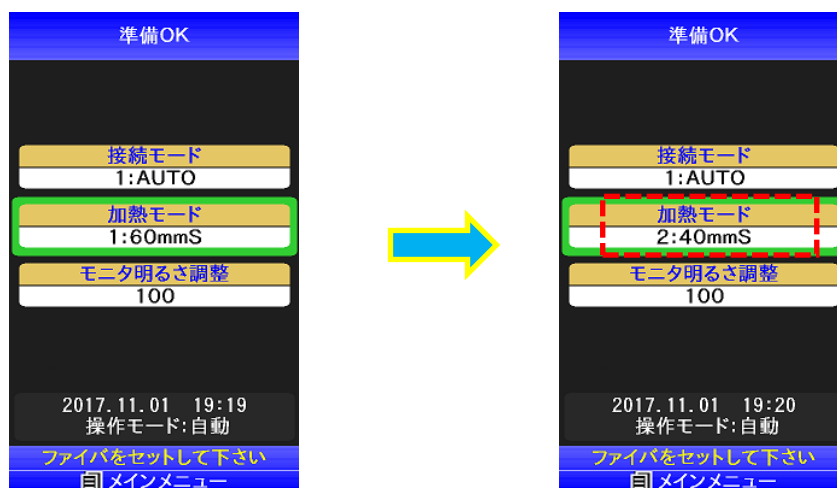 準備OK
接続モード
1:AUTO
加熱モード
1:60mmS
モニタ明るさ調整
100
2017.11.01 19:19
操作モード:自動
ファイバをセットして下さい
メインメニュー
準備OK
接続モード
1:AUTO
加熱モード
2:40mmS
モニタ明るさ調整
100
2017.11.01 19:20
操作モード:自動
ファイバをセットして下さい
メインメニュー